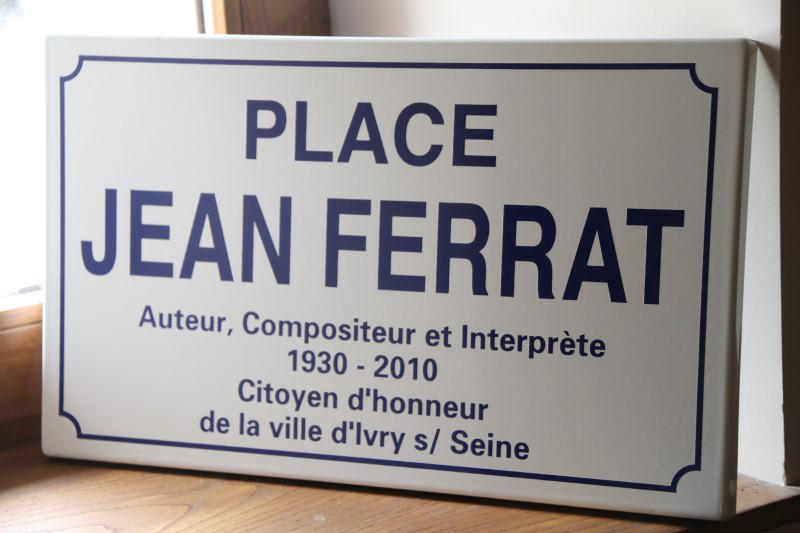 PLACE
JEAN FERRAT
Auteur, Compositeur et Interprète
1930 - 2010
Citoyen d'honneur
de la ville d'Ivry s/ Seine